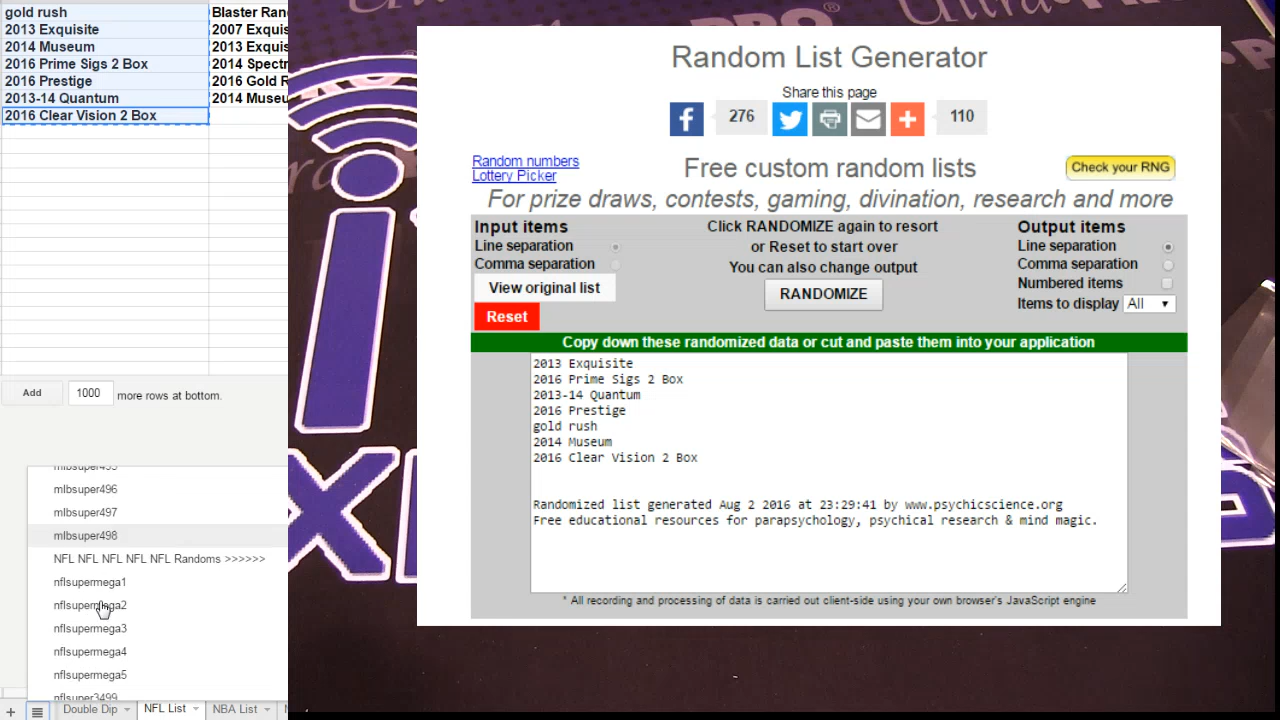 gold rush
2013 Exquisite
2014 Museum
2016 Prime Sigs 2 Box
2016 Prestige
2013-14 Quantum
2016 Clear Vision 2 Box
Blaster Ran
2007 Exquis
2013 Exquis
2014 Spectr
2016 Gold R
2014 Museu
Add 1000 more rows at bottom.
mlbsuper495
mlbsuper496
mlbsuper497
mlbsuper498
NFL NFL NFL NFL NFL Randoms >>>>>>
nflsupermega1
nflsupermega2
nflsupermega3
nflsupermega4
nflsupermega5
nflsuper3499
Double Dip
NFL List
NBA List
Random List Generator
Share this page
276
110
Random numbers
Lottery Picker
Free custom random lists
Check your RNG
For prize draws, contests, gaming, divination, research and more
Input items
Line separation
Comma separation
View original list
Reset
Click RANDOMIZE again to resort
or Reset to start over
You can also change output
RANDOMIZE
Output items
Line separation
Comma separation
Numbered items
Items to display All
Copy down these randomized data or cut and paste them into your application
2013 Exquisite
2016 Prime Sigs 2 Box
2013-14 Quantum
2016 Prestige
gold rush
2014 Museum
2016 Clear Vision 2 Box
Randomized list generated Aug 2 2016 at 23:29:41 by www.psychicscience.org
Free educational resources for parapsychology, psychical research & mind magic.
* All recording and processing of data is carried out client-side using your own browser's JavaScript engine